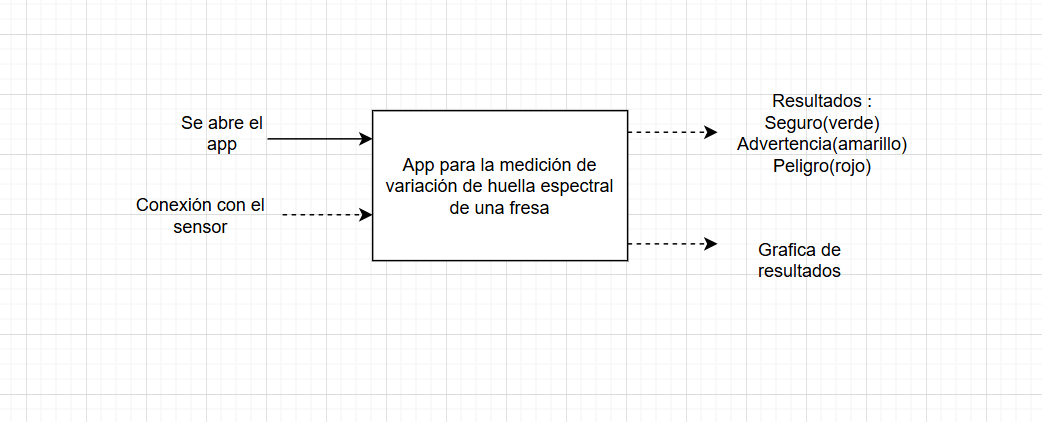 Se abre el
app
Conexión con el
sensor
App para la medición de
variación de huella espectral
de una fresa
Resultados :
Seguro(verde)
Advertencia(amarillo)
Peligro(rojo)
Grafica de
resultados